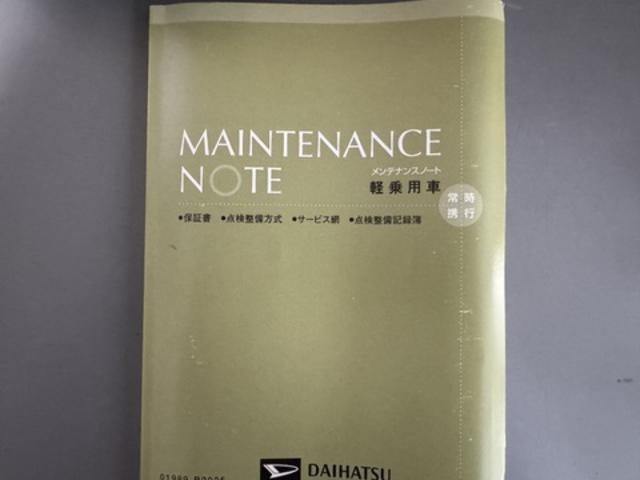 MAINTENANCE
NOTE
メンテナンスノート
軽乗用車
常時
携行
●保証書 ●点検整備方式 ●サービス網 ●点検整備記録簿
DAIHATSU